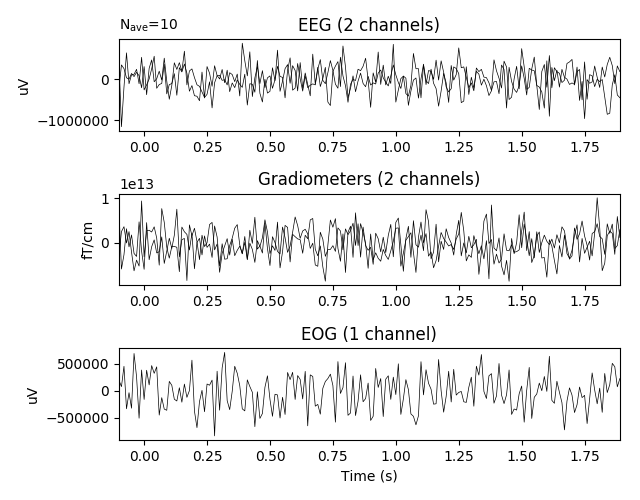 N_ave=10
EEG (2 channels)
uV
0
−1000000
0.00 0.25 0.50 0.75 1.00 1.25 1.50 1.75
Gradiometers (2 channels)
1e13
fT/cm
1
0
0.00 0.25 0.50 0.75 1.00 1.25 1.50 1.75
EOG (1 channel)
uV
500000
0
−500000
0.00 0.25 0.50 0.75 1.00 1.25 1.50 1.75
Time (s)